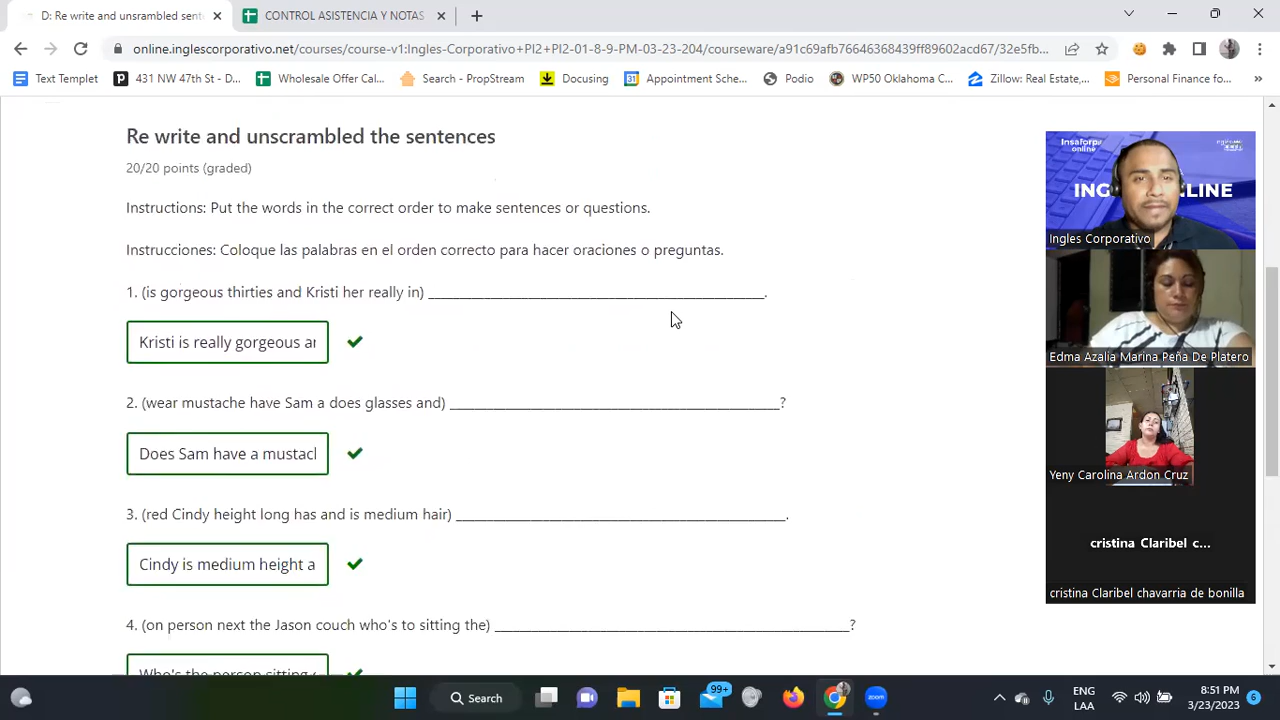 D: Re write and unscrambled sent
CONTROL ASISTENCIA Y NOTAS
online.inglescorporativo.net/courses/course-v1:Ingles-Corporativo+PI2+PI2-01-8-9-PM-03-23-204/courseware/a91c69afb76646368439ff89602acd67/32e5fb...
Text Templet
431 NW 47th St - D...
Wholesale Offer Cal...
Search - PropStream
Docusing
Appointment Sche...
Podio
WP50 Oklahoma C...
Zillow: Real Estate,...
Personal Finance fo...
Re write and unscrambled the sentences
20/20 points (graded)
Instructions: Put the words in the correct order to make sentences or questions.
Instrucciones: Coloque las palabras en el orden correcto para hacer oraciones o preguntas.
1. (is gorgeous thirties and Kristi her really in) ________________________________________.
Kristi is really gorgeous ar
2. (wear mustache have Sam a does glasses and) ________________________________________?
Does Sam have a mustacl
3. (red Cindy height long has and is medium hair) ________________________________________.
Cindy is medium height a
4. (on person next the Jason couch who's to sitting the) ________________________________________?
Who's the person sitting
Ingles Corporativo
Edma Azalia Marina Peña De Platero
Yeny Carolina Ardon Cruz
cristina Claribel c...
cristina Claribel chavarria de bonilla
Search
99+
ENG
LAA
8:51 PM
3/23/2023
6